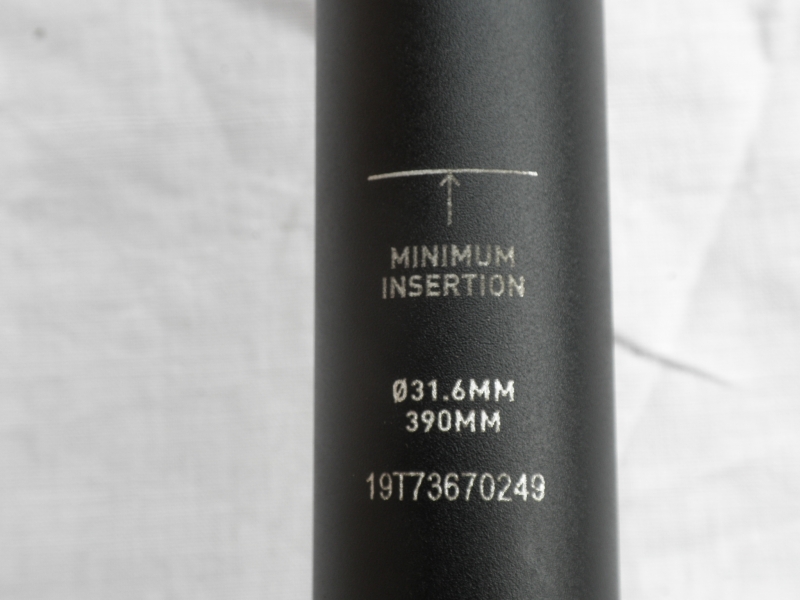 MINIMUM
INSERTION
Ø31.6MM
390MM
19T73670249